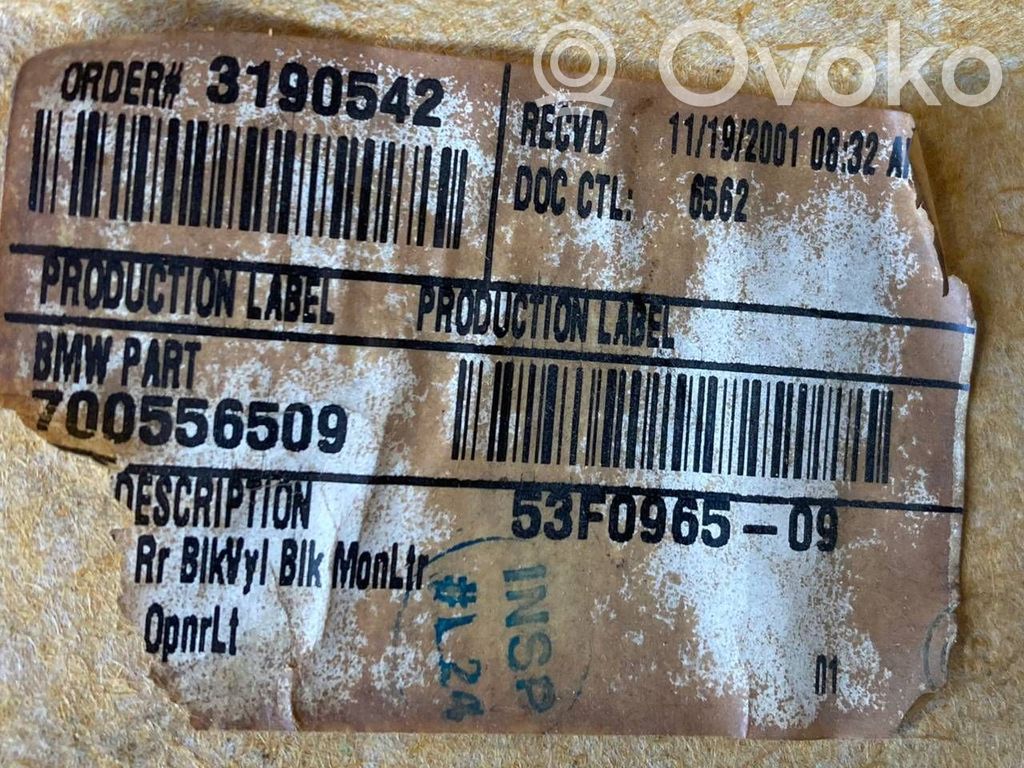 Ovoko
ORDER# 3190542
RECVD 11/19/2001 08:32
DOC CTL: 6562
PRODUCTION LABEL PRODUCTION LABEL
BMW PART
700556509
DESCRIPTION 53F0965-09
Rr BlkVyl Blk MonLtr
OpnrLt
INSP
#L24
01